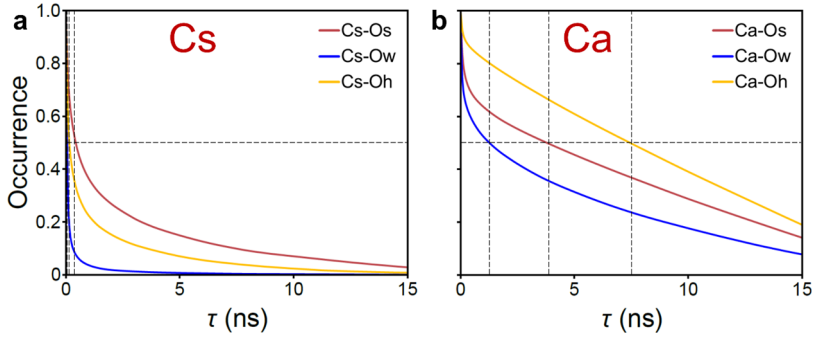 a
Cs
Cs-Os
Cs-Ow
Cs-Oh
Occurrence
1.0
0.8
0.6
0.4
0.2
0
0 5 10 15
τ (ns)
b
Ca
Ca-Os
Ca-Ow
Ca-Oh
0 5 10 15
τ (ns)